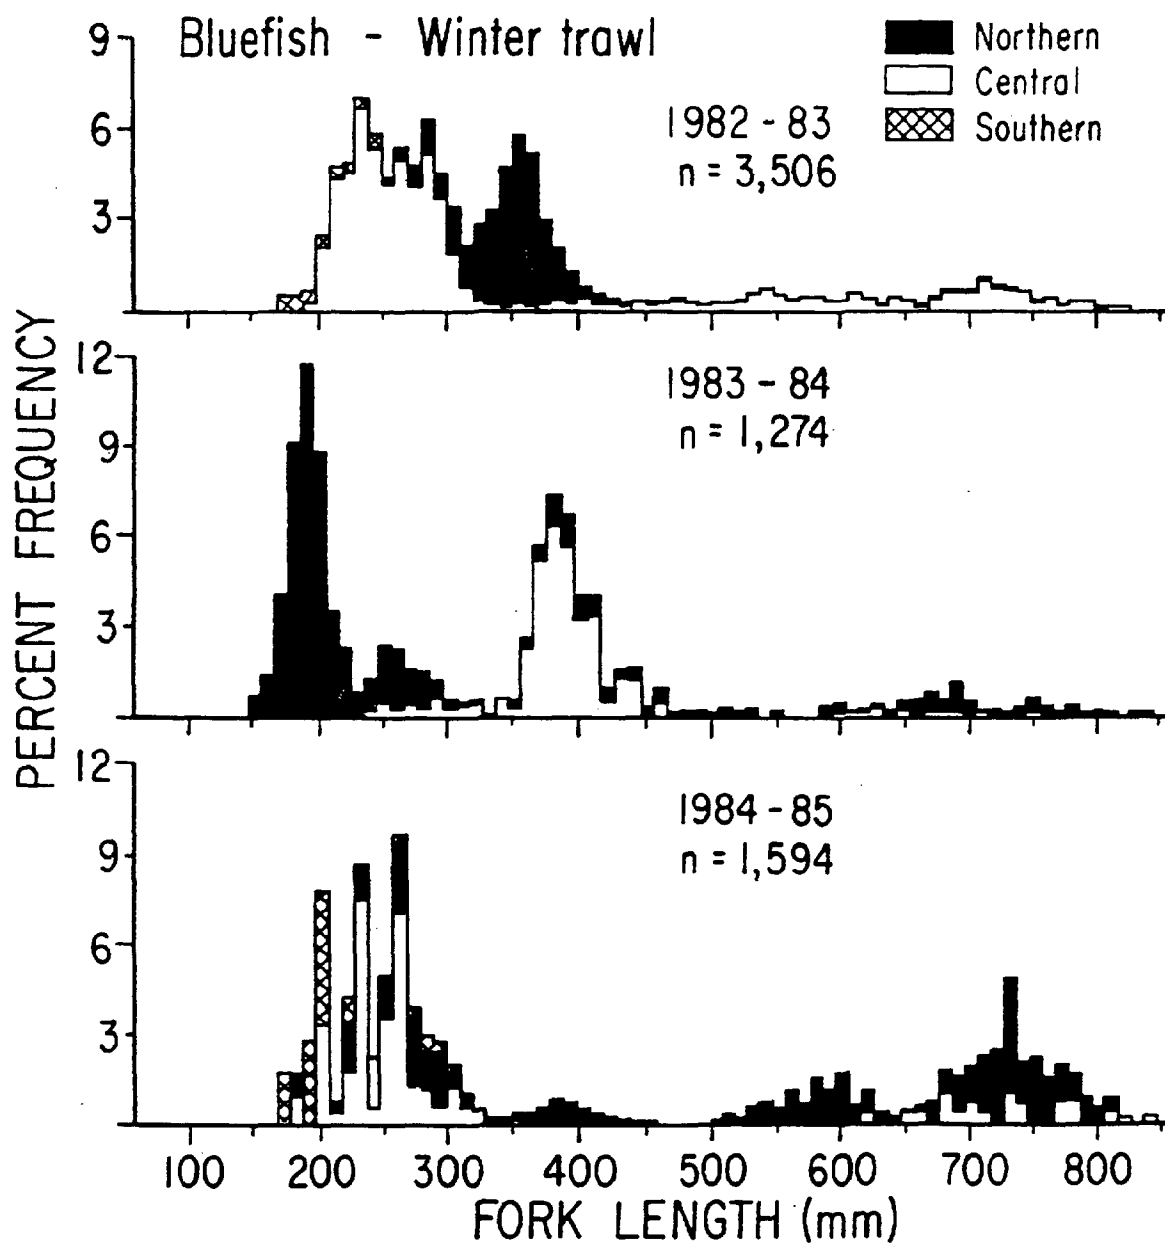 Bluefish - Winter trawl
Northern
Central
Southern
1982 - 83
n = 3,506
9
6
3
1983 - 84
n = 1,274
12
9
6
3
1984 - 85
n = 1,594
12
9
6
3
PERCENT FREQUENCY
100 200 300 400 500 600 700 800
FORK LENGTH (mm)